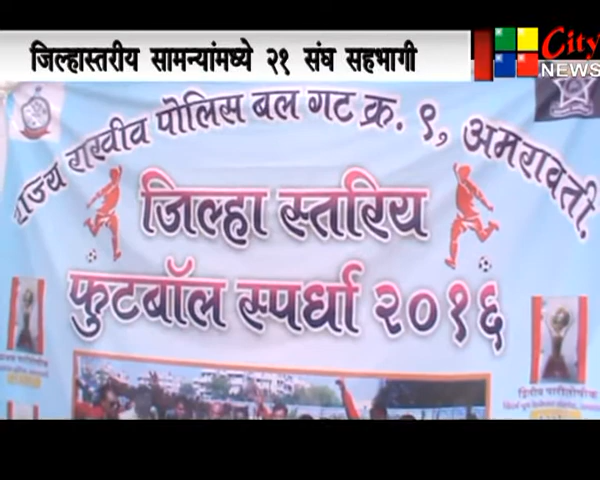 जिल्हास्तरीय सामन्यांमध्ये २१ संघ सहभागी
City
NEWS
राज्य राखीव पोलिस बल गट क्र. ९, अमरावती.
जिल्हा स्तरिय
फुटबॉल स्पर्धा २०१६
द्वितीय पारितोषीक